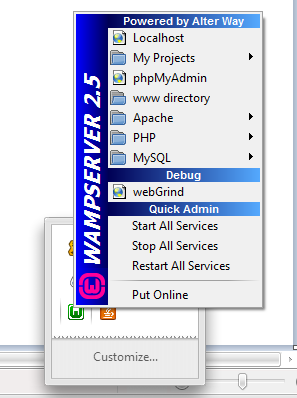 Powered by Alter Way
Localhost
My Projects
phpMyAdmin
www directory
Apache
PHP
MySQL
Debug
webGrind
Quick Admin
Start All Services
Stop All Services
Restart All Services
Put Online
WAMPSERVER 2.5
Customize...